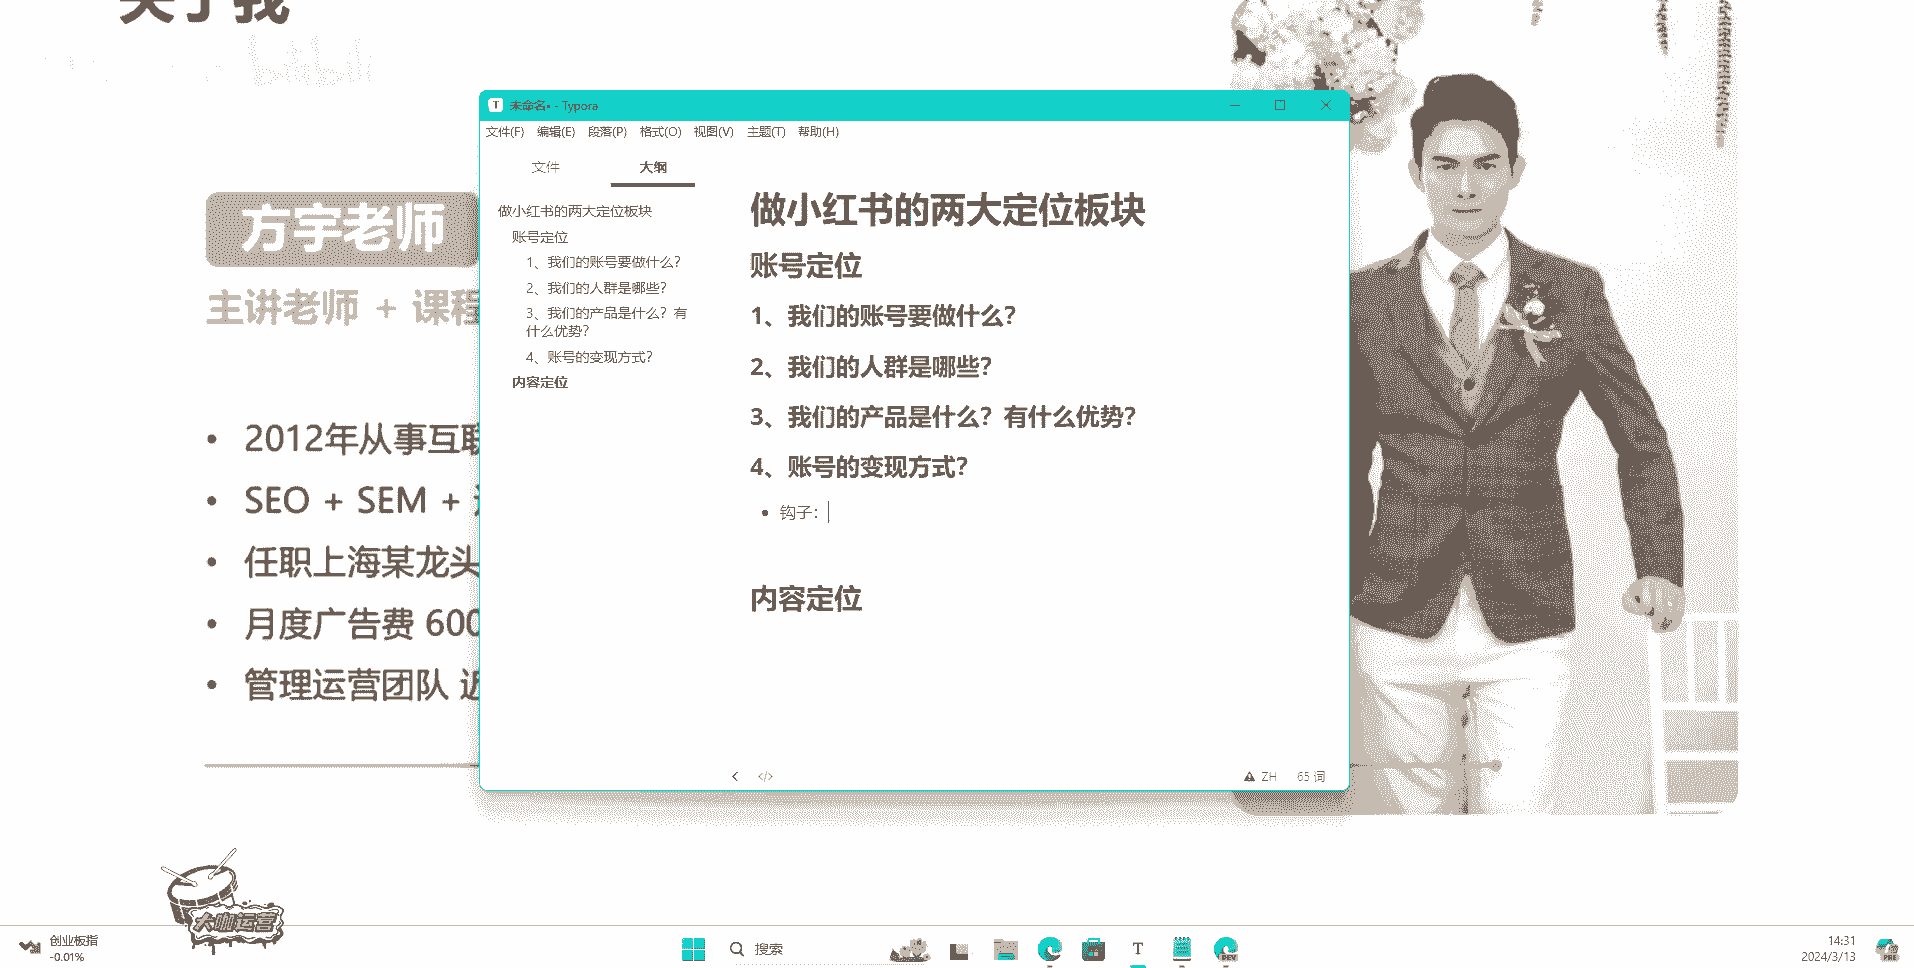 关于我
bilibili
未命名• - Typora
文件(F) 编辑(E) 段落(P) 格式(O) 视图(V) 主题(T) 帮助(H)
文件 大纲
做小红书的两大定位板块
账号定位
1、我们的账号要做什么?
2、我们的人群是哪些?
3、我们的产品是什么? 有
什么优势?
4、账号的变现方式?
内容定位
做小红书的两大定位板块
账号定位
1、我们的账号要做什么?
2、我们的人群是哪些?
3、我们的产品是什么? 有什么优势?
4、账号的变现方式?
• 钩子:
内容定位
</> ZH 65 词
方宇老师
主讲老师 + 课程
• 2012年从事互联
• SEO + SEM +
• 任职上海某龙头
• 月度广告费 600
• 管理运营团队 近
大咖运营
创业板指
-0.01%
搜索
T
DEV
14:31
2024/3/13
PRE